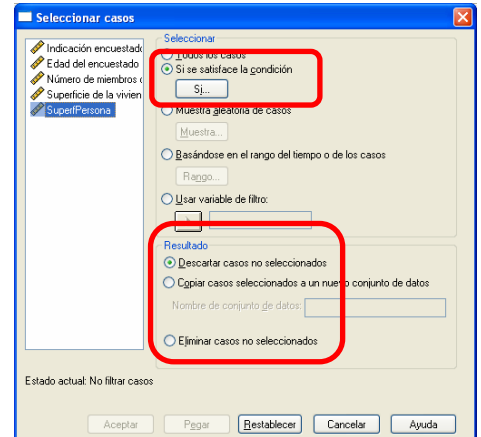 Seleccionar casos
Indicación encuestado
Edad del encuestado
Número de miembros
Superficie de la vivien
SuperfPersona
Seleccionar
Todos los casos
Si se satisface la condición
Si...
Muestra aleatoria de casos
Muestra...
Basándose en el rango del tiempo o de los casos
Rango...
Usar variable de filtro:
Resultado
Descartar casos no seleccionados
Copiar casos seleccionados a un nuevo conjunto de datos
Nombre de conjunto de datos:
Eliminar casos no seleccionados
Estado actual: No filtrar casos
Aceptar
Pegar
Restablecer
Cancelar
Ayuda